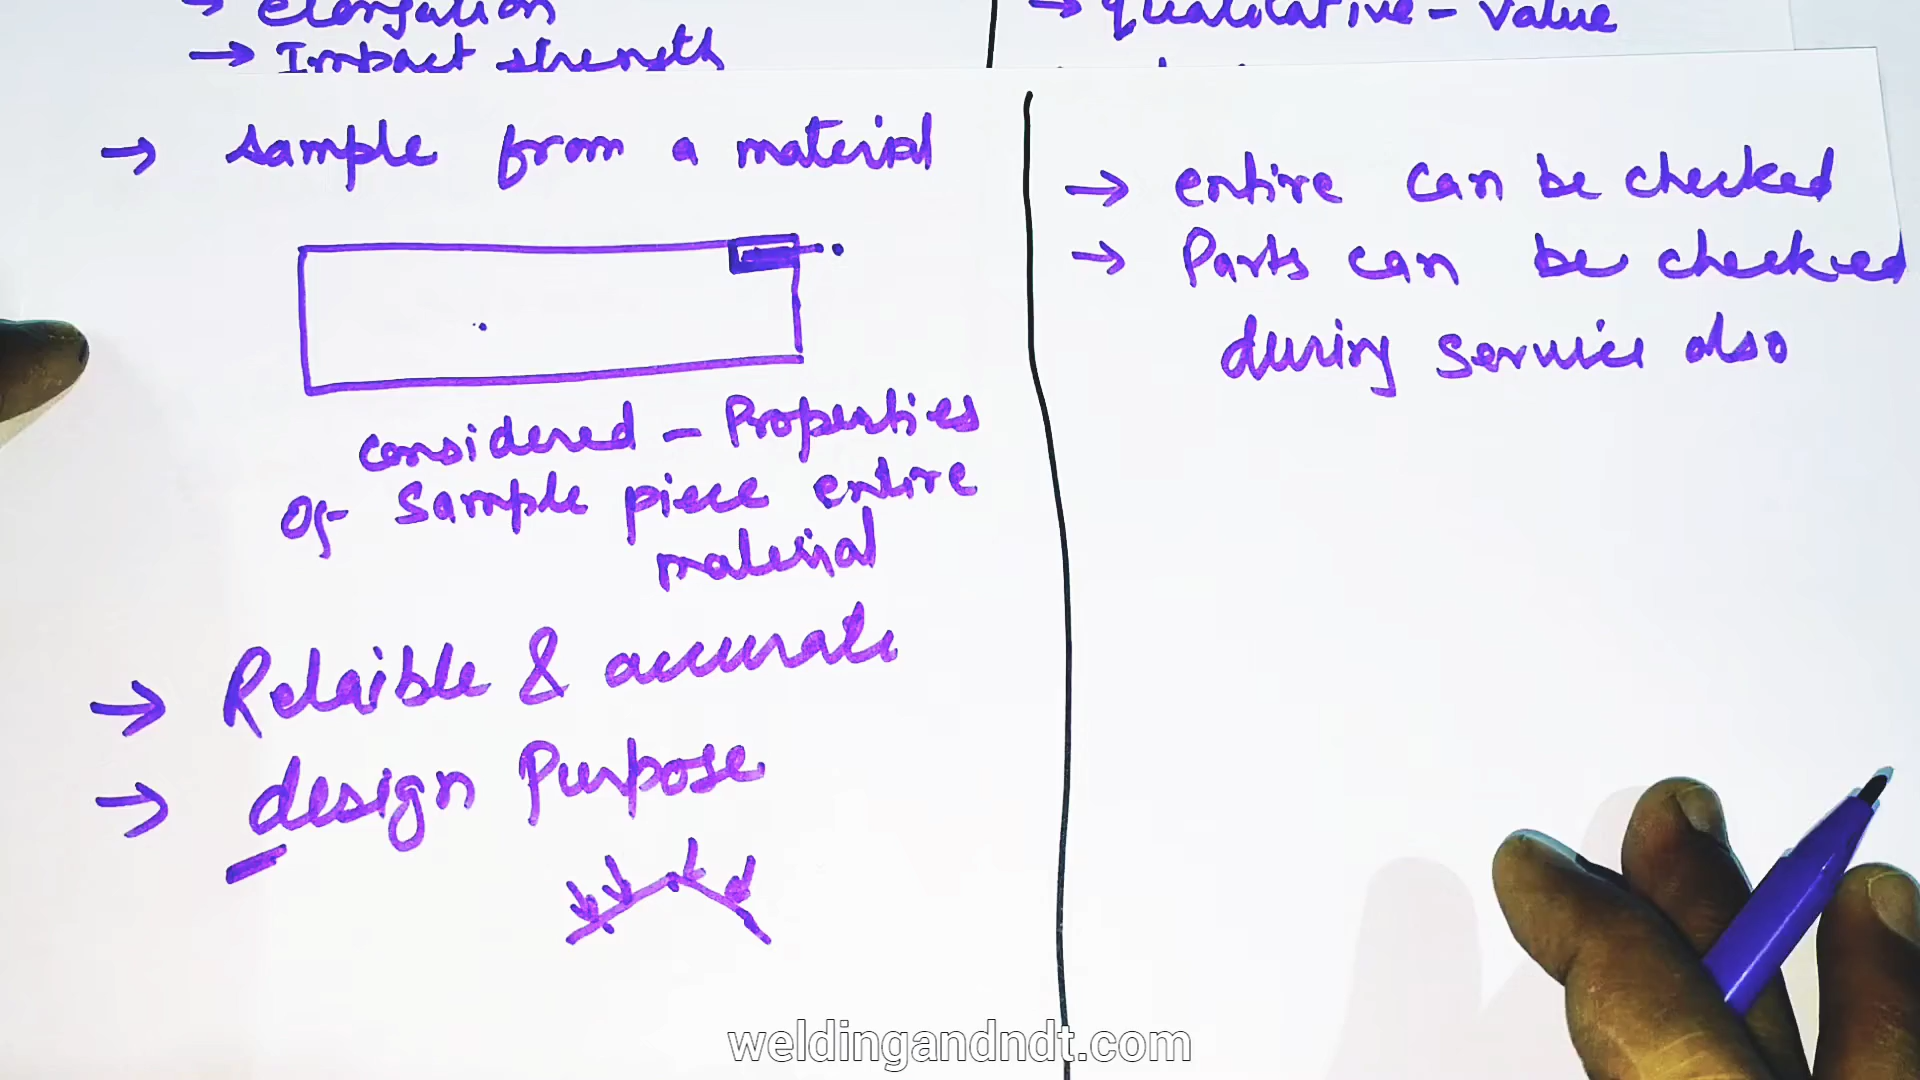 → elongation
→ Impact strength
→ qualitative - value
→ sample from a material
considered - Properties
of sample piece entire
material
→ Relaible & accurate
→ design Purpose
→ entire can be checked
→ Parts can be checked
during service also
weldingandndt.com